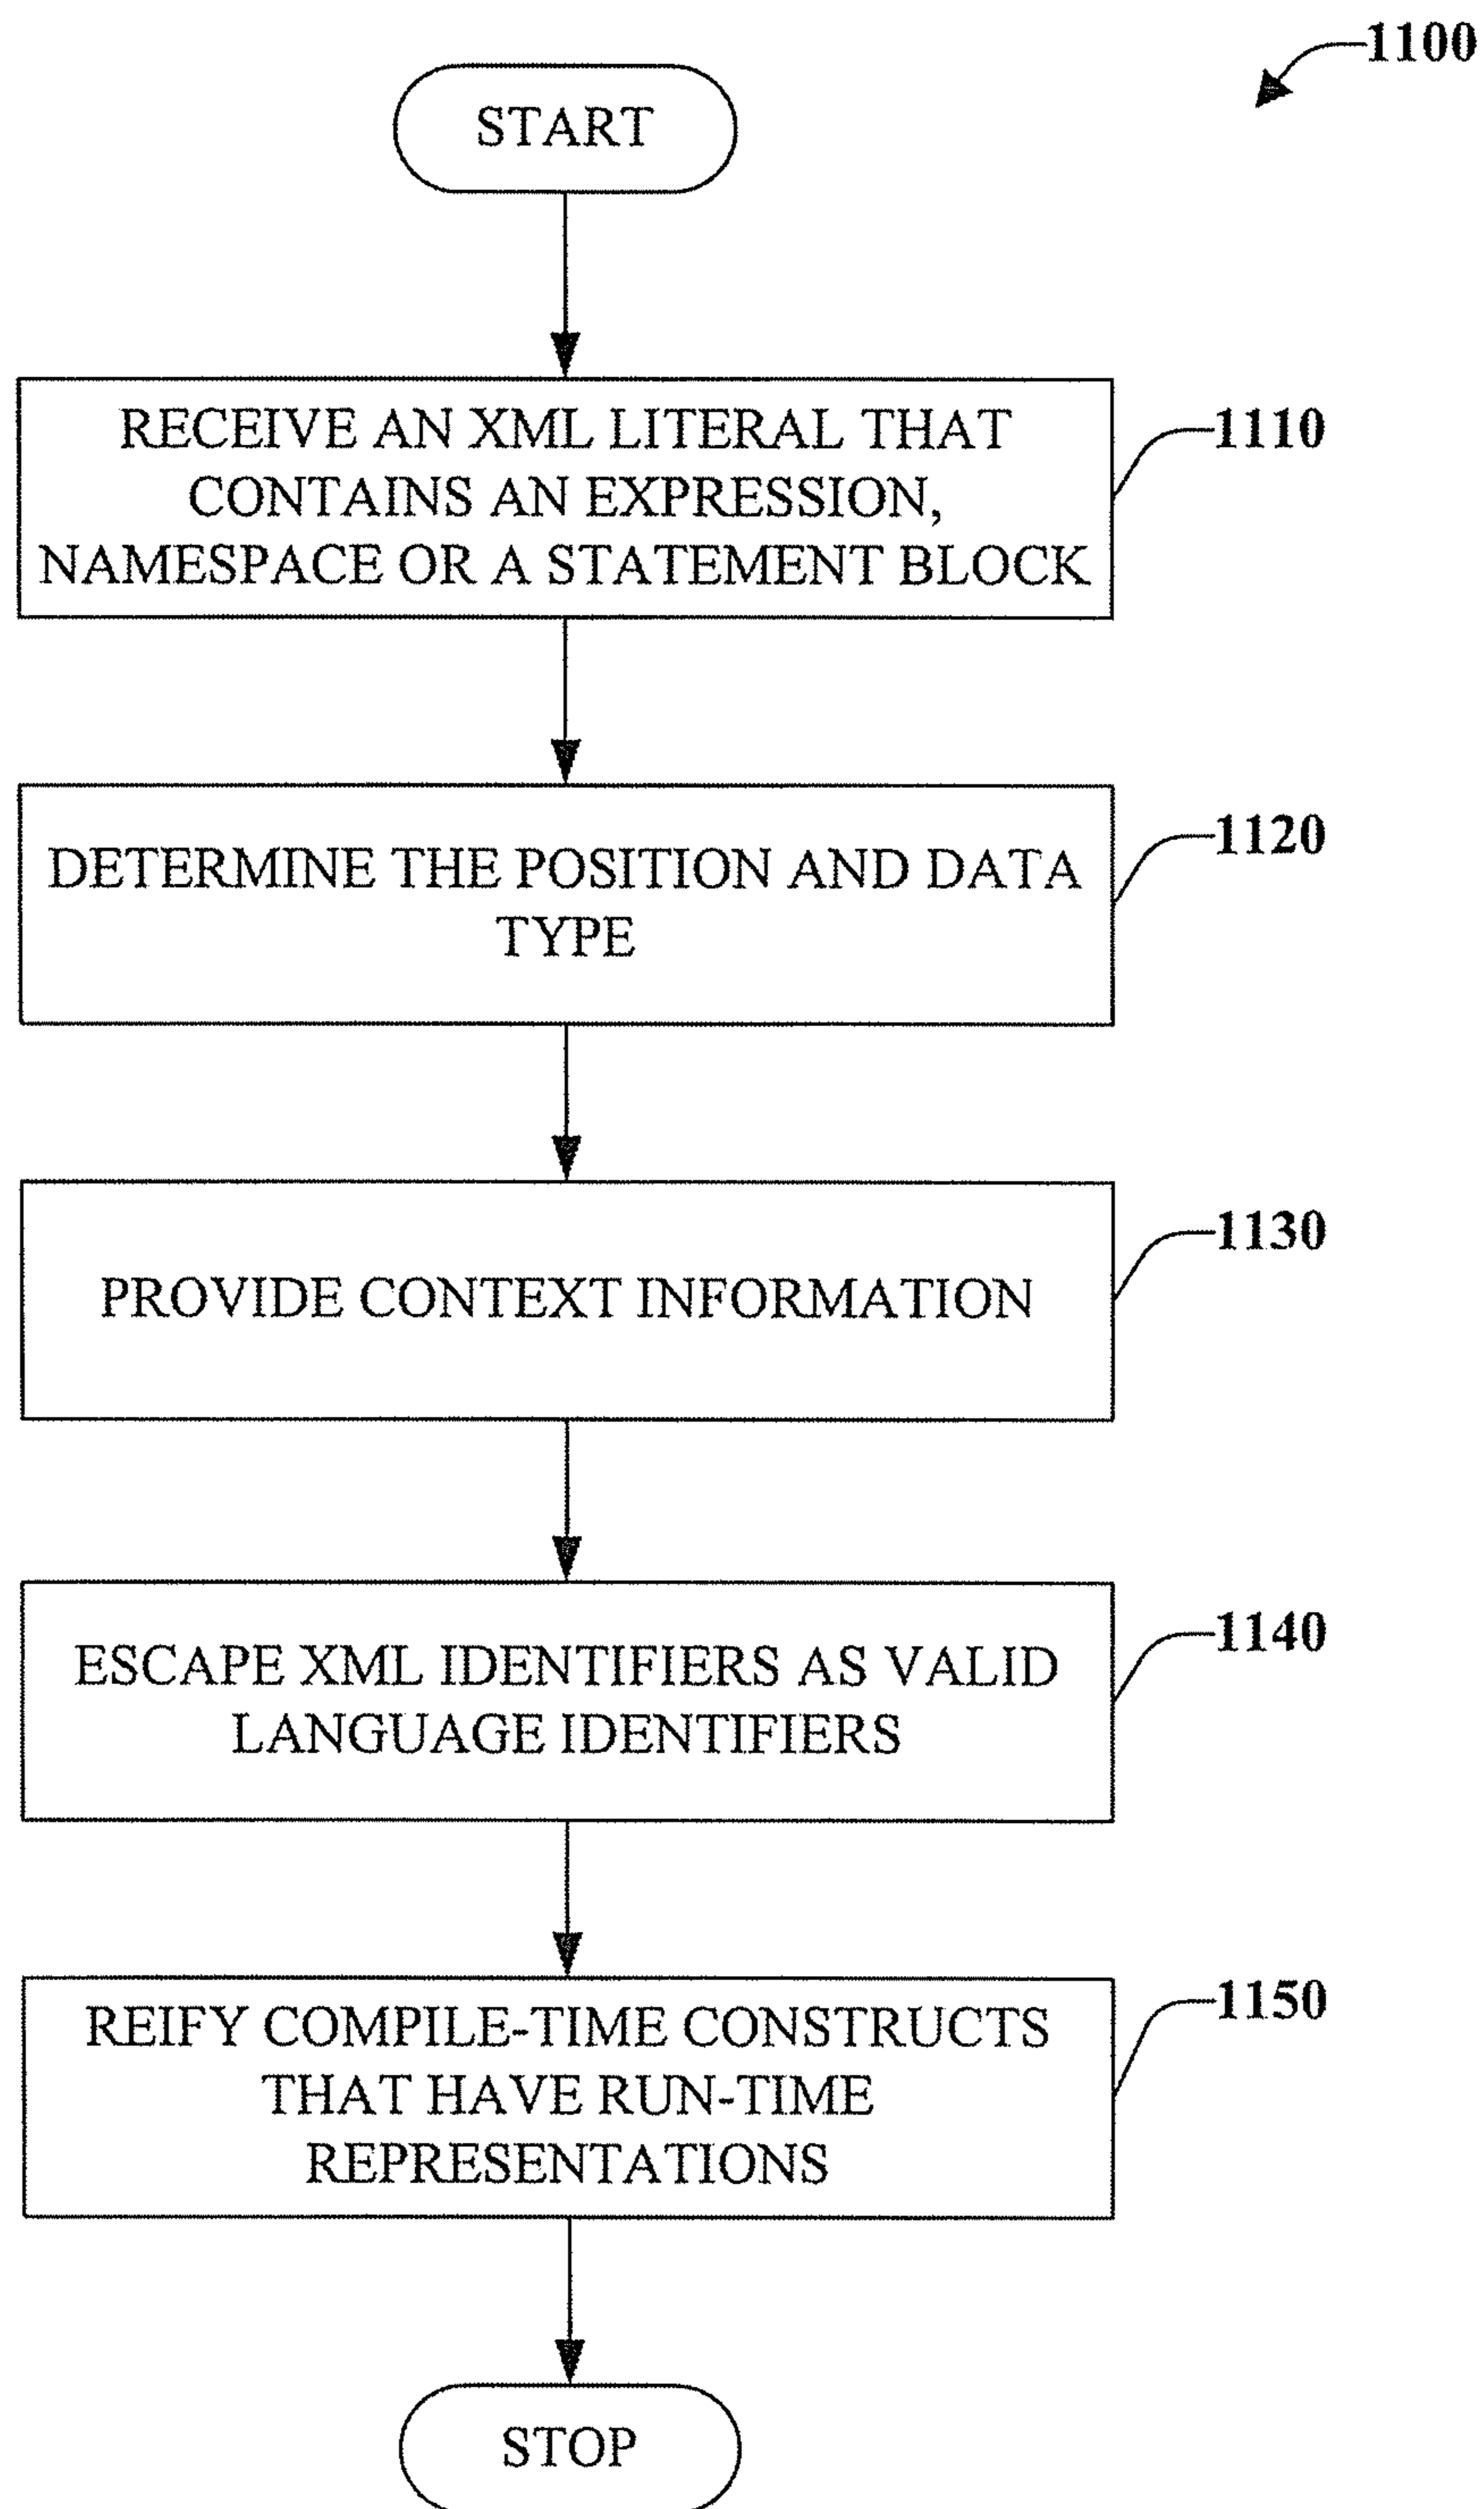 1100
START
RECEIVE AN XML LITERAL THAT
CONTAINS AN EXPRESSION,
NAMESPACE OR A STATEMENT BLOCK
1110
DETERMINE THE POSITION AND DATA
TYPE
1120
PROVIDE CONTEXT INFORMATION
1130
ESCAPE XML IDENTIFIERS AS VALID
LANGUAGE IDENTIFIERS
1140
REIFY COMPILE-TIME CONSTRUCTS
THAT HAVE RUN-TIME
REPRESENTATIONS
1150
STOP